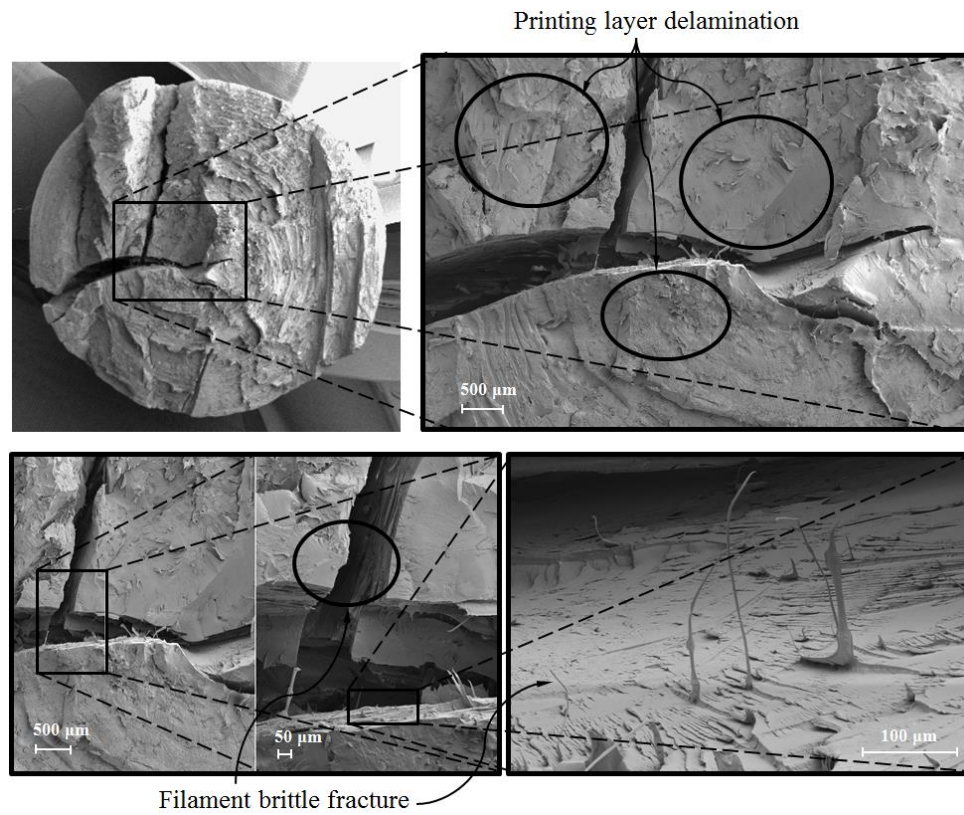 Printing layer delamination
500 µm
500 µm
50 µm
100 µm
Filament brittle fracture